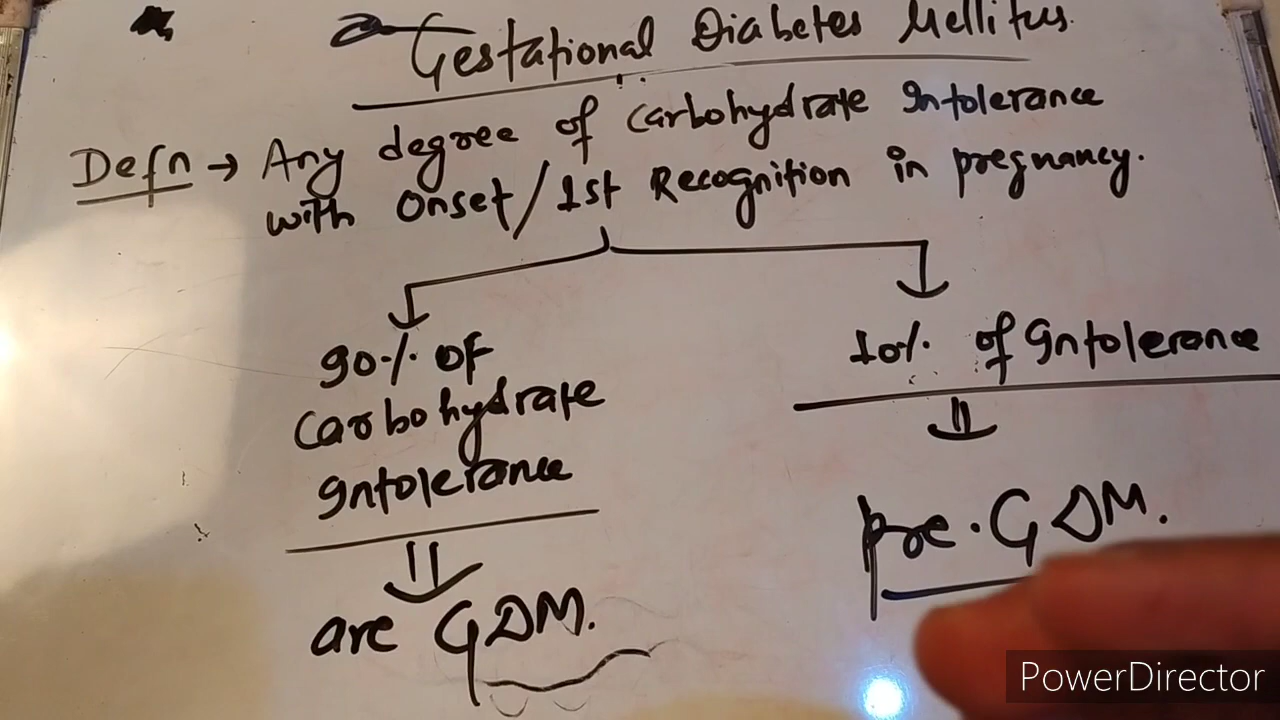 Gestational Diabetes Mellitus
Defn → Any degree of Carbohydrate Intolerance
with Onset/1st Recognition in pregnancy.
90% of
Carbohydrate
Intolerance
are GDM.
10% of Intolerance
pre. GDM.
PowerDirector